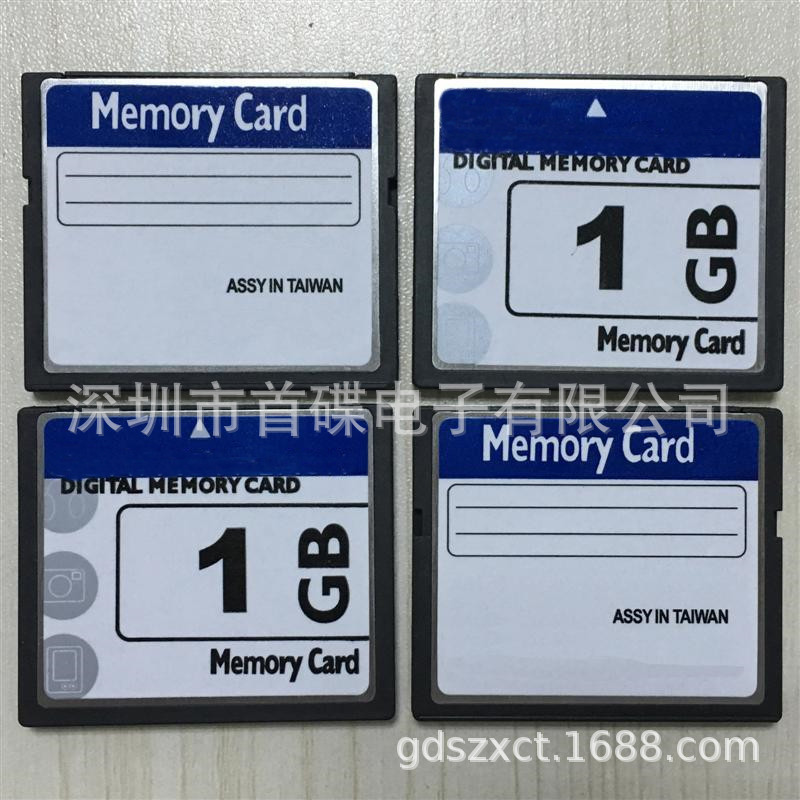 Memory Card
ASSY IN TAIWAN
DIGITAL MEMORY CARD
1 GB
Memory Card
深圳市首碟电子有限公司
DIGITAL MEMORY CARD
1 GB
Memory Card
Memory Card
ASSY IN TAIWAN
gdszxct.1688.com